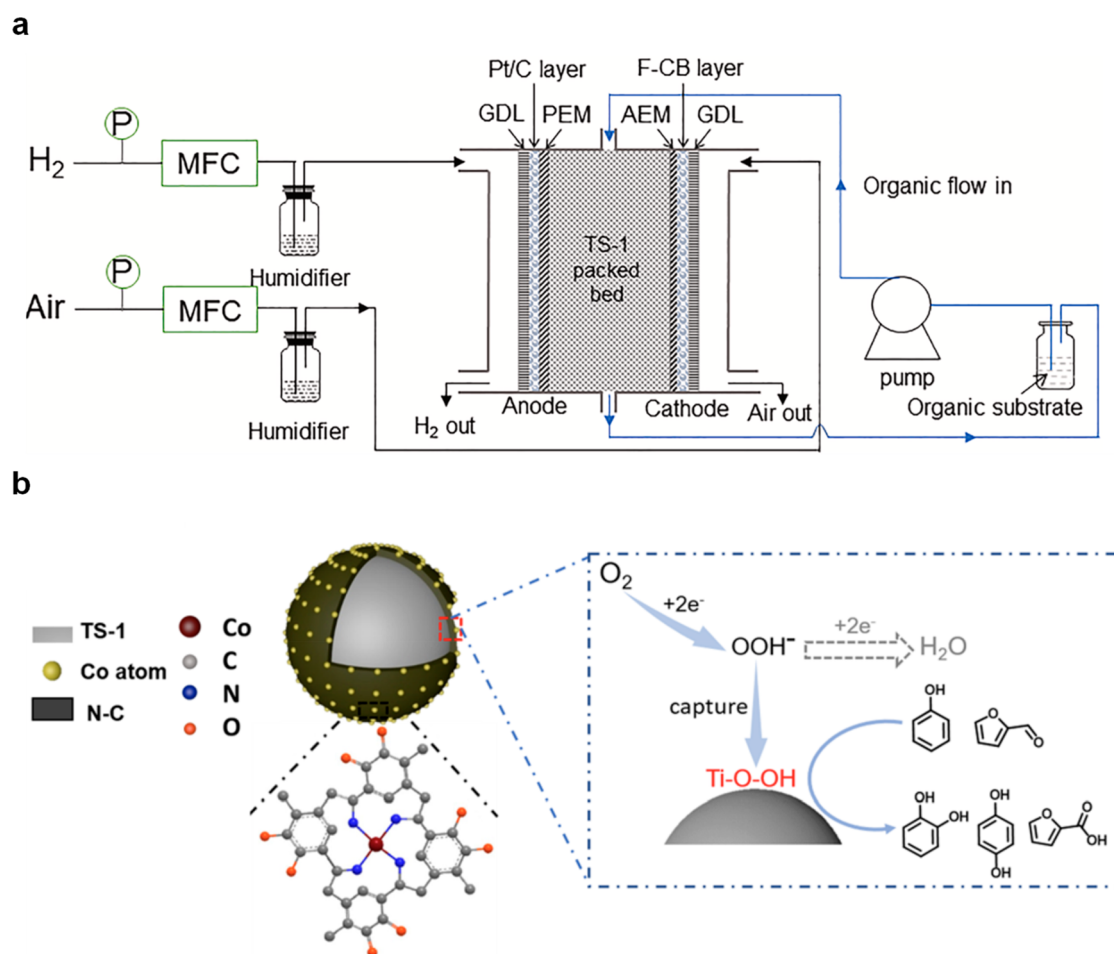 a
Pt/C layer
F-CB layer
GDL
PEM
AEM
GDL
P
H₂
MFC
Organic flow in
Humidifier
TS-1
packed
bed
P
Air
MFC
pump
Anode
Cathode
H₂ out
Air out
Organic substrate
Humidifier
b
TS-1
Co atom
N-C
Co
C
N
O
O₂
+2e⁻
OOH⁻
+2e⁻
H₂O
capture
Ti-O-OH
OH
O
O
OH
OH
OH
OH
O
O
OH